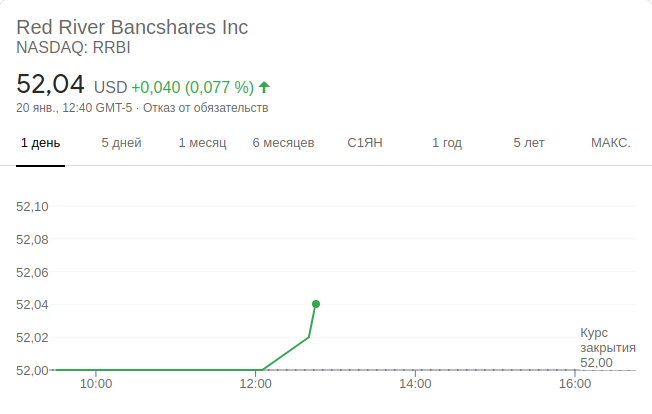 Red River Bancshares Inc
NASDAQ: RRBI
52,04 USD +0,040 (0,077 %)
20 янв., 12:40 GMT-5 · Отказ от обязательств
1 день 5 дней 1 месяц 6 месяцев С1ЯН 1 год 5 лет МАКС.
52,10
52,08
52,06
52,04
52,02
52,00
Курс
закрытия
52,00
10:00 12:00 14:00 16:00